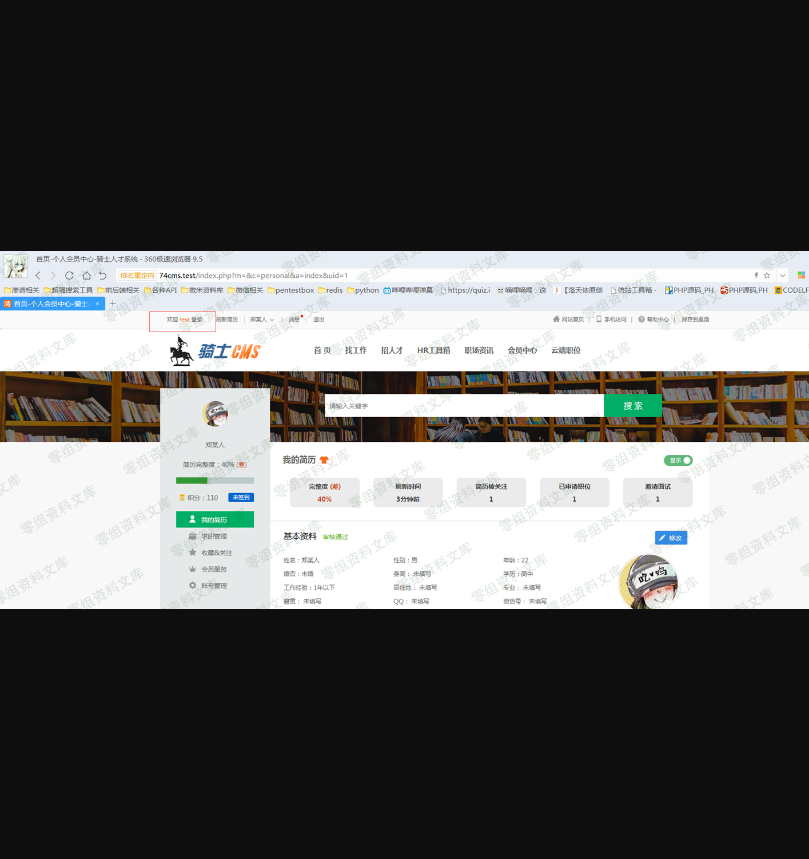 首页-个人会员中心-骑士人才系统 - 360极速浏览器 9.5
域名重定向 74cms.test/index.php?m=&c=personal&a=index&uid=1
渗透相关 超强搜索工具 前后端相关 各种API 微米资料库 微信相关 pentestbox redis python 哔哩哔哩弹幕 https://quiz.i 嘀哩嘀哩 【洛天依原创 仿站工具箱 - PHP源码_PH PHP源码,PH CODELF
首页-个人会员中心-骑士. × +
欢迎 test 登录 刷新简历 | 郑某人 | 消息 | 退出 网站首页 | 手机访问 | 帮助中心 | 保存到桌面
骑士CMS 首 页 找工作 招人才 HR工具箱 职场资讯 会员中心 云端职位
请输入关键字 搜 索
郑某人
简历完整度：40% (差)
积分：110 未签到
我的简历
求职管理
收藏及关注
会员服务
账号管理
我的简历 显示
完整度 (差) 刷新时间 简历被关注 已申请职位 邀请面试
40% 3分钟前 1 1 1
基本资料 审核通过 修改
姓名：郑某人 性别：男 年龄：22
婚否：未婚 身高： 未填写 学历：高中
工作经验：1年以下 居住地： 未填写 专业： 未填写
籍贯： 未填写 QQ： 未填写 微信号： 未填写
吃鸡
零组资料文库